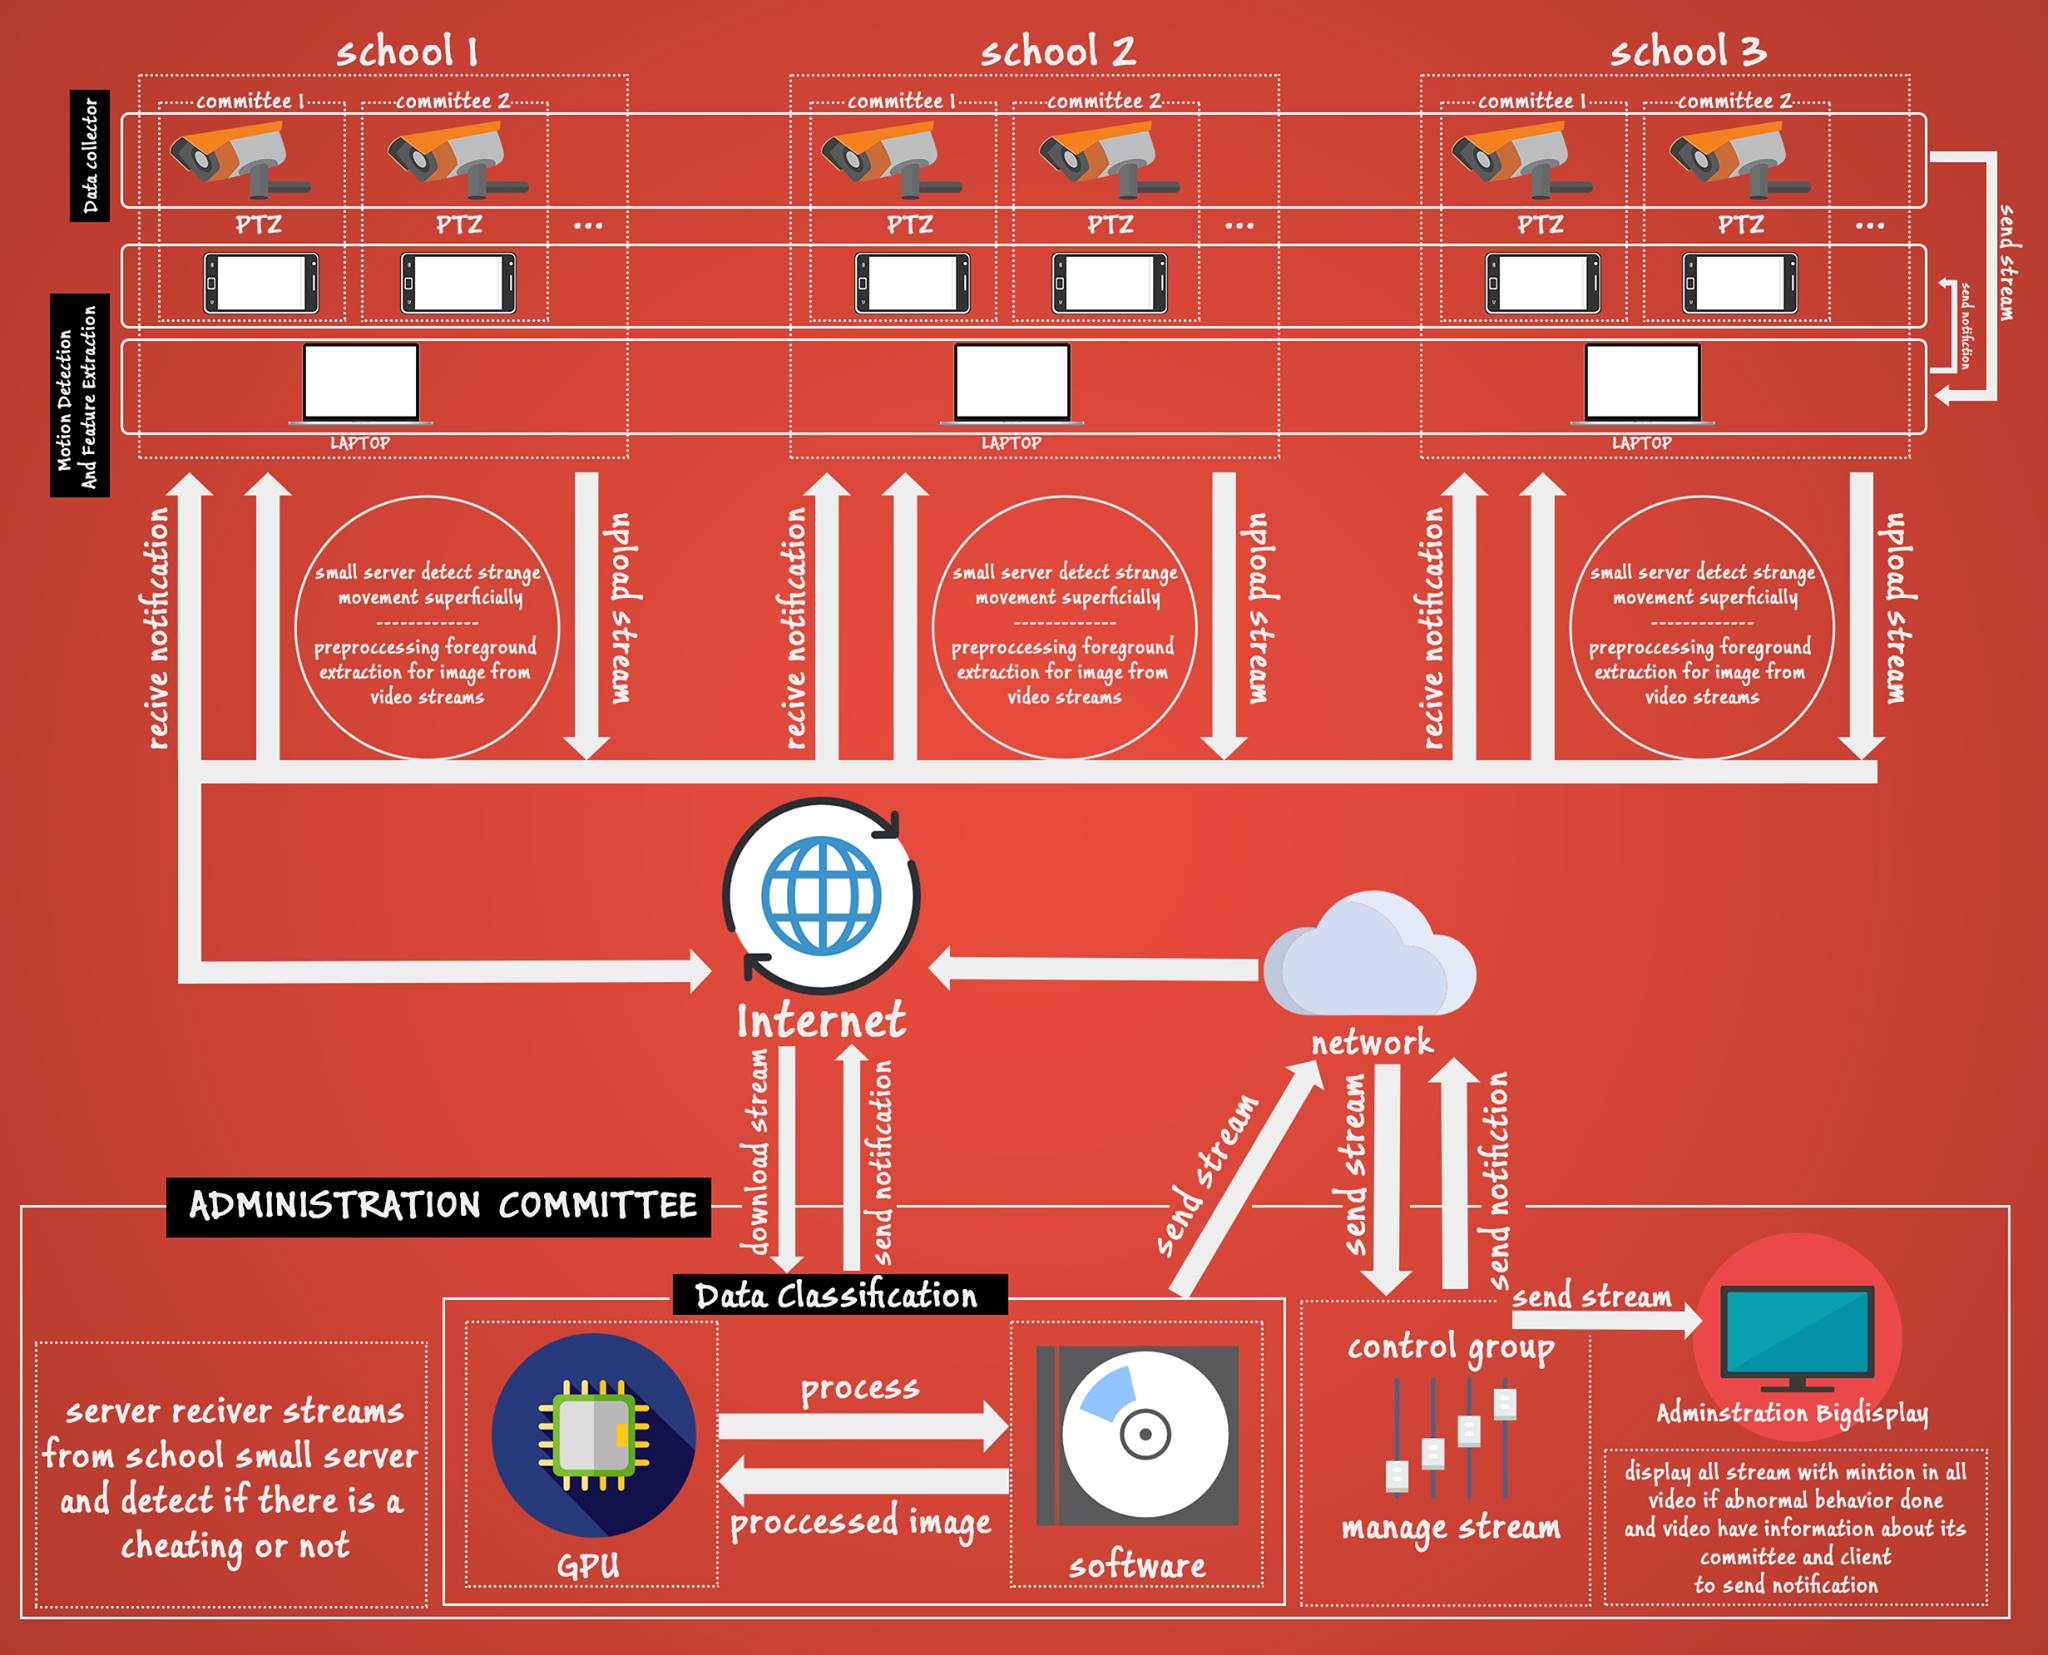 school 1
school 2
school 3
Data collector
committee 1
committee 2
committee 1
committee 2
committee 1
committee 2
PTZ
PTZ
...
PTZ
PTZ
...
PTZ
PTZ
...
send stream
send notifiction
Motion Detection
And Feature Extraction
LAPTOP
LAPTOP
LAPTOP
recive notification
small server detect strange
movement superficially
-------------
preproccessing foreground
extraction for image from
video streams
upload stream
recive notification
small server detect strange
movement superficially
-------------
preproccessing foreground
extraction for image from
video streams
upload stream
recive notification
small server detect strange
movement superficially
-------------
preproccessing foreground
extraction for image from
video streams
upload stream
Internet
network
download stream
send notification
send stream
send stream
send notifiction
ADMINISTRATION COMMITTEE
Data Classification
send stream
server reciver streams
from school small server
and detect if there is a
cheating or not
GPU
process
proccessed image
software
control group
manage stream
Adminstration Bigdisplay
display all stream with mintion in all
video if abnormal behavior done
and video have information about its
committee and client
to send notification